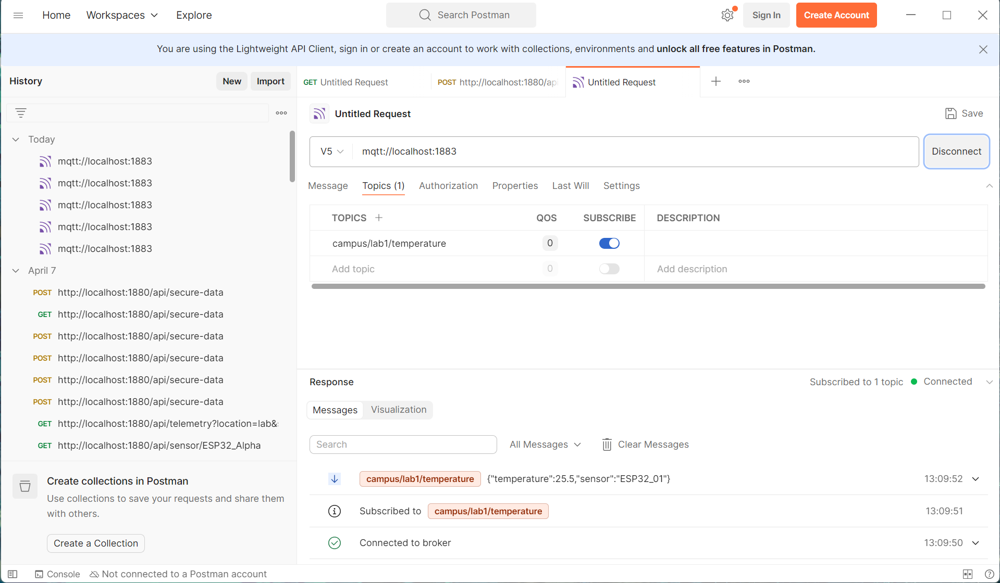 Home Workspaces Explore Search Postman Sign In Create Account
You are using the Lightweight API Client, sign in or create an account to work with collections, environments and unlock all free features in Postman.
History New Import
GET Untitled Request POST http://localhost:1880/ap Untitled Request
Untitled Request Save
Today
mqtt://localhost:1883
mqtt://localhost:1883
mqtt://localhost:1883
mqtt://localhost:1883
mqtt://localhost:1883
April 7
POST http://localhost:1880/api/secure-data
GET http://localhost:1880/api/secure-data
POST http://localhost:1880/api/secure-data
POST http://localhost:1880/api/secure-data
POST http://localhost:1880/api/secure-data
POST http://localhost:1880/api/secure-data
GET http://localhost:1880/api/telemetry?location=lab&
GET http://localhost:1880/api/sensor/ESP32_Alpha
Create collections in Postman
Use collections to save your requests and share them
with others.
Create a Collection
V5 mqtt://localhost:1883 Disconnect
Message Topics (1) Authorization Properties Last Will Settings
TOPICS + QOS SUBSCRIBE DESCRIPTION
campus/lab1/temperature 0
Add topic 0 Add description
Response Subscribed to 1 topic Connected
Messages Visualization
Search All Messages Clear Messages
campus/lab1/temperature {"temperature":25.5,"sensor":"ESP32_01"} 13:09:52
Subscribed to campus/lab1/temperature 13:09:51
Connected to broker 13:09:50
Console Not connected to a Postman account